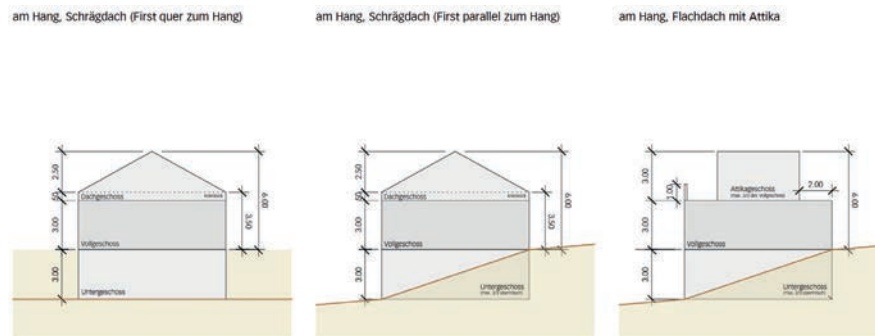 am Hang, Schrägdach (First quer zum Hang)
am Hang, Schrägdach (First parallel zum Hang)
am Hang, Flachdach mit Attika
2.50
50
3.00
3.00
Dachgeschoss
Vollgeschoss
Untergeschoss
6.00
3.50
2.50
50
3.00
3.00
Dachgeschoss
Vollgeschoss
Untergeschoss
6.00
3.50
3.00
1.00
3.00
3.00
Attikageschoss
2.00
Vollgeschoss
Untergeschoss
6.00